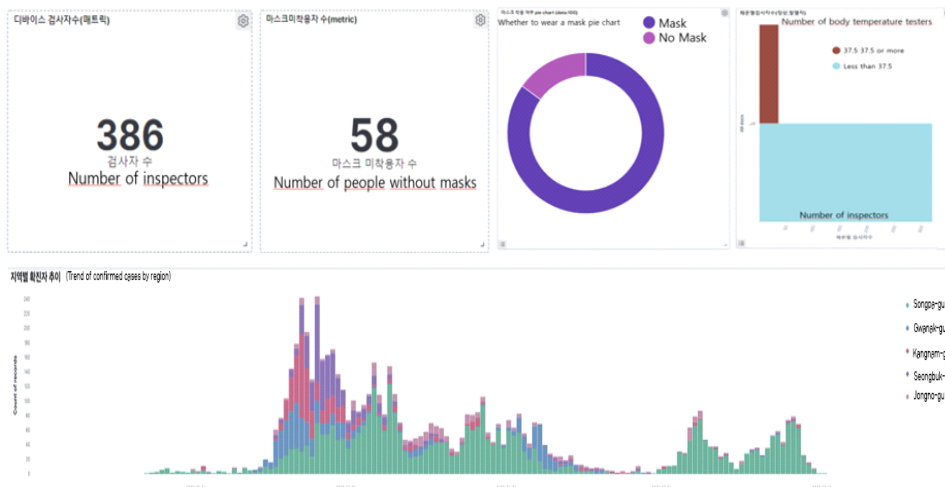 디바이스 검사자수(매트릭)
386
검사자 수
Number of inspectors
마스크미착용자 수(metric)
58
마스크 미착용자 수
Number of people without masks
Whether to wear a mask pie chart
Mask
No Mask
Number of body temperature testers
37.5 37.5 or more
Less than 37.5
Number of inspectors
지역별 확진자 추이 (Trend of confirmed cases by region)
Count of records
Songpa-gu
Gwanak-gu
Kangnam-g
Seongbuk-
Jongno-gu